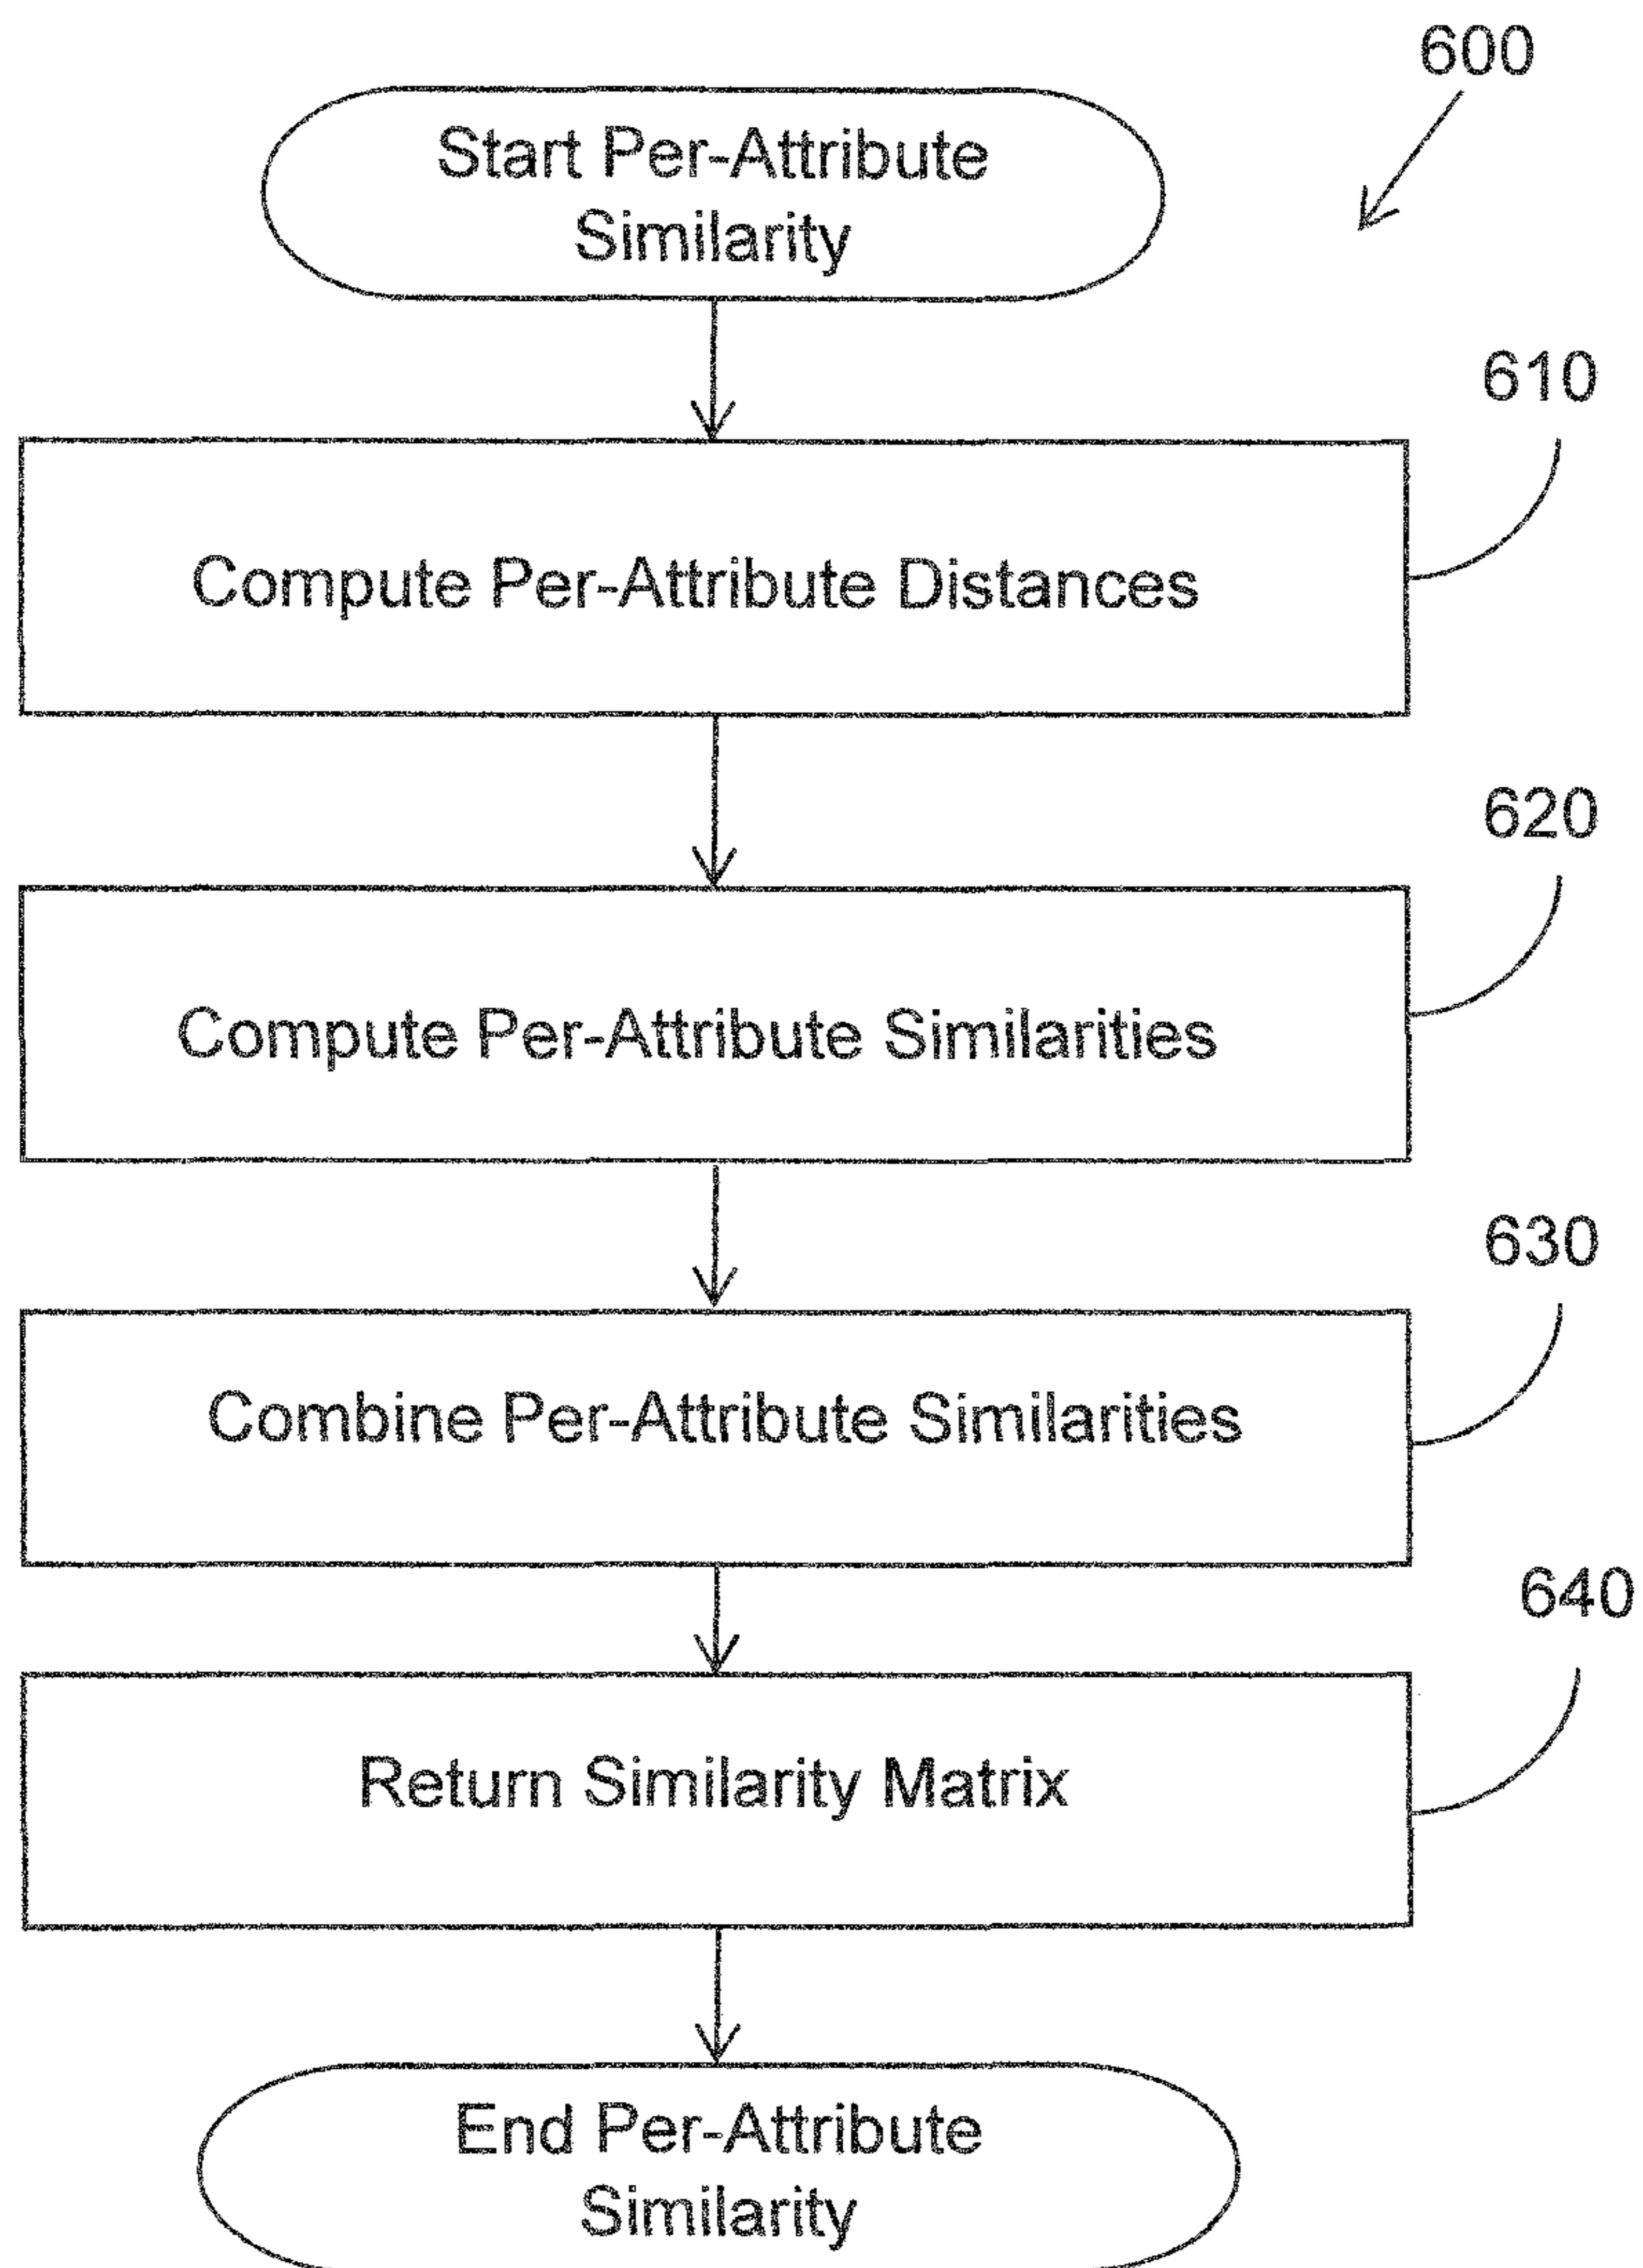 600
Start Per-Attribute
Similarity
610
Compute Per-Attribute Distances
620
Compute Per-Attribute Similarities
630
Combine Per-Attribute Similarities
640
Return Similarity Matrix
End Per-Attribute
Similarity